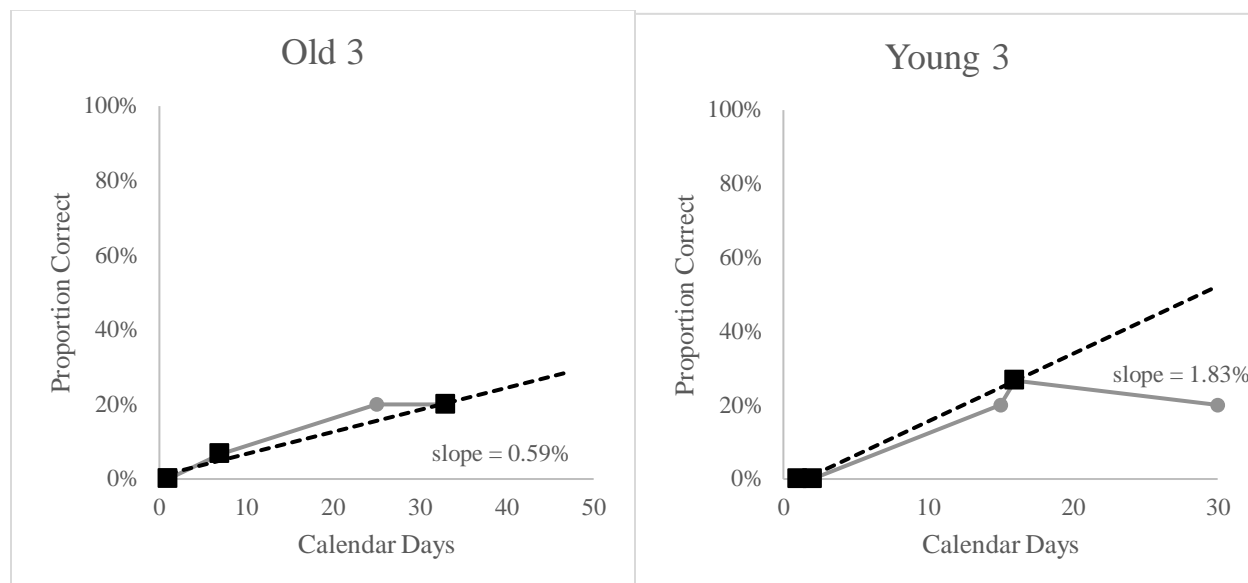 Old 3
Proportion Correct
100%
80%
60%
40%
20%
0%
slope = 0.59%
0 10 20 30 40 50
Calendar Days
Young 3
Proportion Correct
100%
80%
60%
40%
20%
0%
slope = 1.83%
0 10 20 30
Calendar Days